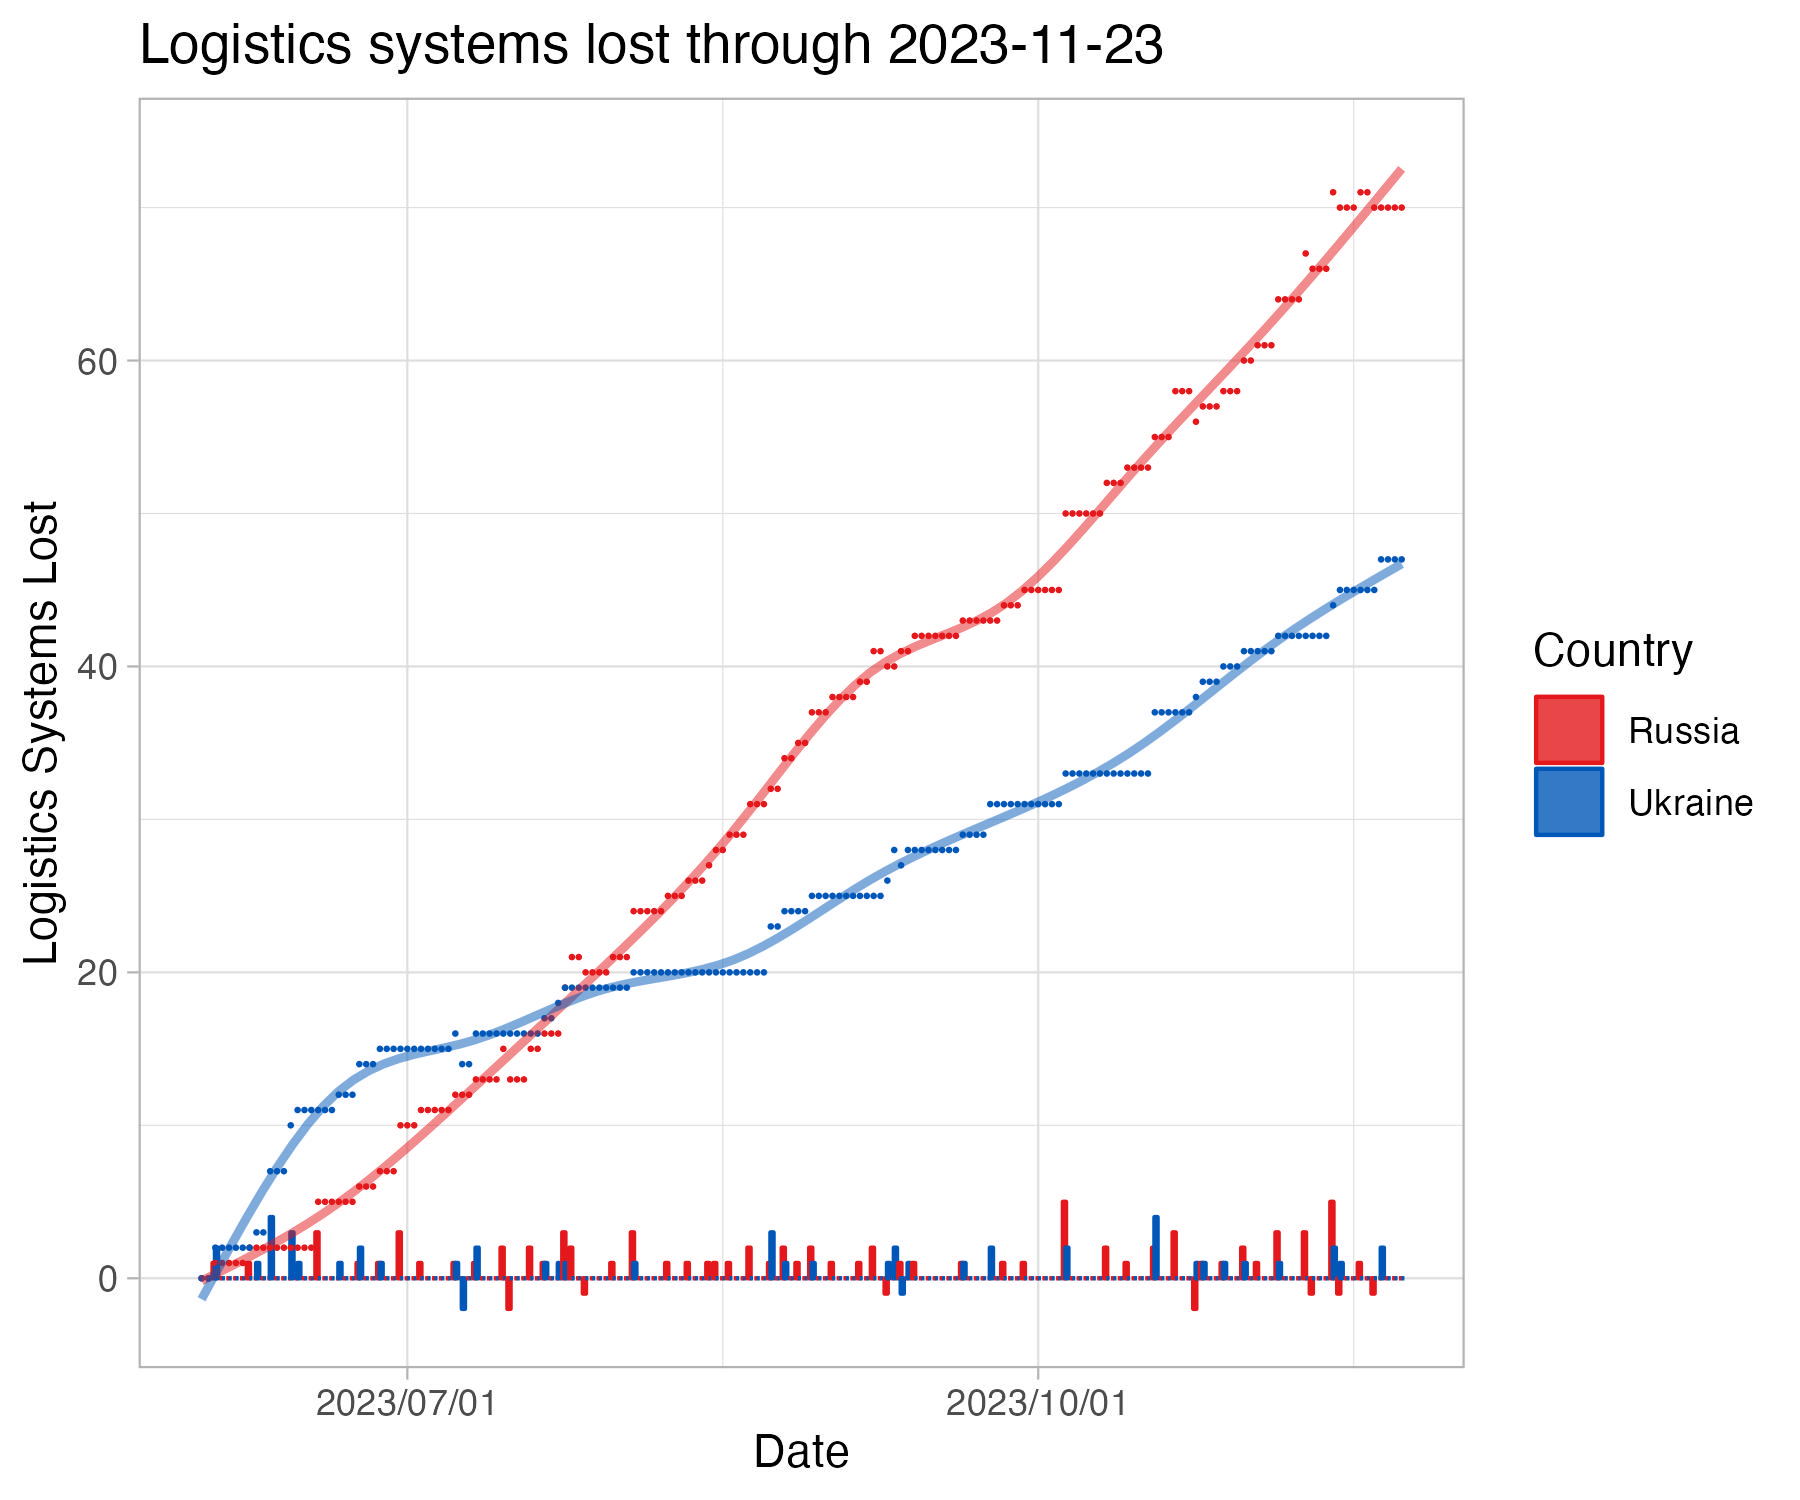 Logistics systems lost through 2023-11-23
Logistics Systems Lost
60
40
20
0
2023/07/01
2023/10/01
Date
Country
Russia
Ukraine